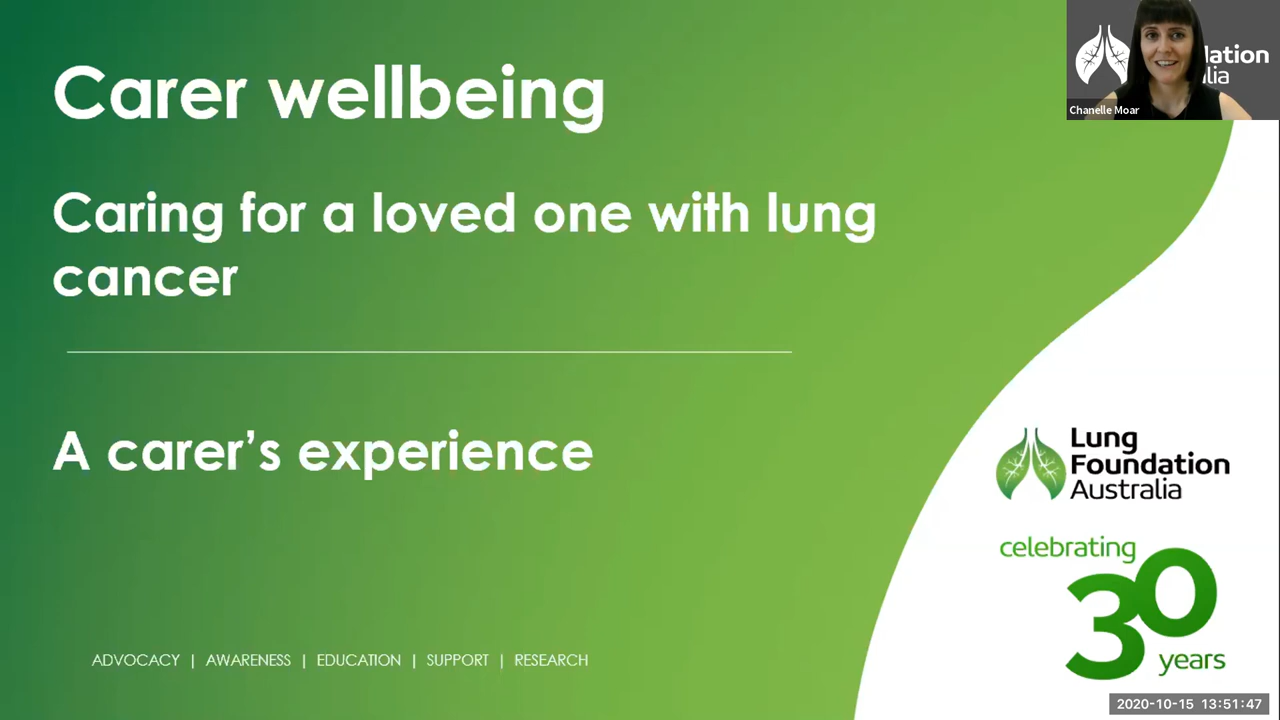 Carer wellbeing
Caring for a loved one with lung
cancer
A carer's experience
ADVOCACY | AWARENESS | EDUCATION | SUPPORT | RESEARCH
Chanelle Moar
Lung
Foundation
Australia
celebrating
30
years
2020-10-15 13:51:47